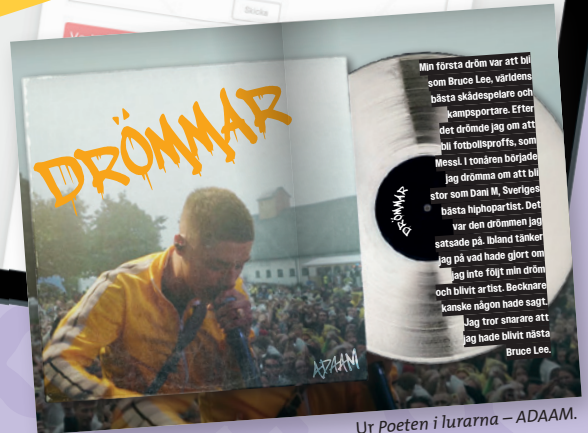 Skicka
DRÖMMAR
ADAAM
DRÖMMAR
Min första dröm var att bli
som Bruce Lee, världens
bästa skådespelare och
kampsportare. Efter
det drömde jag om att
bli fotbollsproffs, som
Messi. I tonåren började
jag drömma om att bli
stor som Dani M, Sveriges
bästa hiphopartist. Det
var den drömmen jag
satsade på. Ibland tänker
jag på vad hade gjort om
jag inte följt min dröm
och blivit artist. Becknare
kanske någon hade sagt.
Jag tror snarare att
jag hade blivit nästa
Bruce Lee.
Ur Poeten i lurarna – ADAAM.